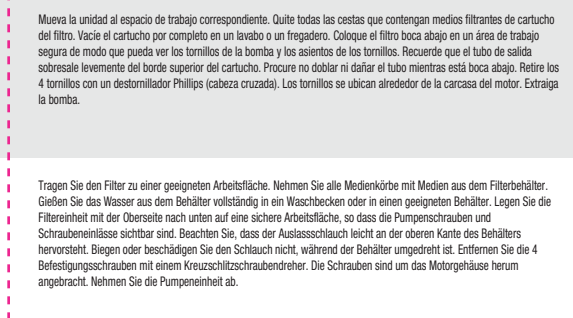 Mueva la unidad al espacio de trabajo correspondiente. Quite todas las cestas que contengan medios filtrantes de cartucho
del filtro. Vacíe el cartucho por completo en un lavabo o un fregadero. Coloque el filtro boca abajo en un área de trabajo
segura de modo que pueda ver los tornillos de la bomba y los asientos de los tornillos. Recuerde que el tubo de salida
sobresale levemente del borde superior del cartucho. Procure no doblar ni dañar el tubo mientras está boca abajo. Retire los
4 tornillos con un destornillador Phillips (cabeza cruzada). Los tornillos se ubican alrededor de la carcasa del motor. Extraiga
la bomba.
Tragen Sie den Filter zu einer geeigneten Arbeitsfläche. Nehmen Sie alle Medienkörbe mit Medien aus dem Filterbehälter.
Gießen Sie das Wasser aus dem Behälter vollständig in ein Waschbecken oder in einen geeigneten Behälter. Legen Sie die
Filtereinheit mit der Oberseite nach unten auf eine sichere Arbeitsfläche, so dass die Pumpenschrauben und
Schraubeneinlässe sichtbar sind. Beachten Sie, dass der Auslassschlauch leicht an der oberen Kante des Behälters
hervorsteht. Biegen oder beschädigen Sie den Schlauch nicht, während der Behälter umgedreht ist. Entfernen Sie die 4
Befestigungsschrauben mit einem Kreuzschlitzschraubendreher. Die Schrauben sind um das Motorgehäuse herum
angebracht. Nehmen Sie die Pumpeneinheit ab.